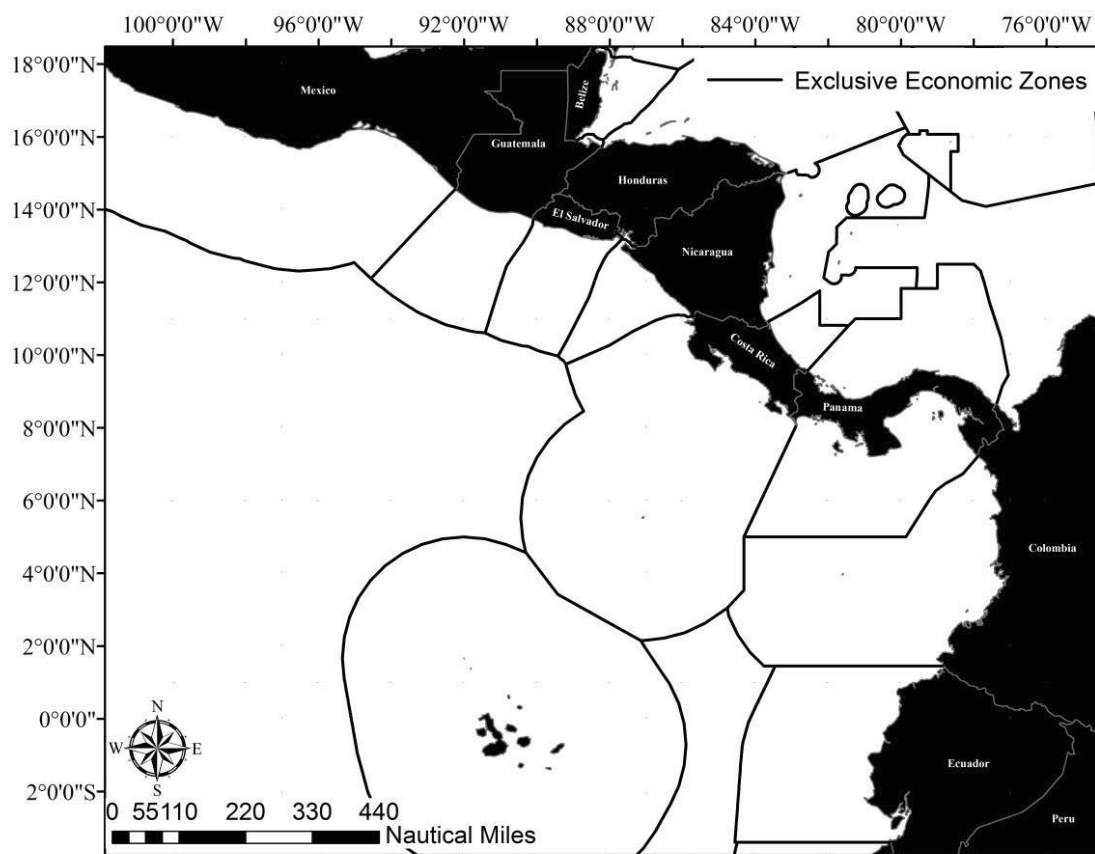 100°0'0"W 96°0'0"W 92°0'0"W 88°0'0"W 84°0'0"W 80°0'0"W 76°0'0"W
18°0'0"N
16°0'0"N
14°0'0"N
12°0'0"N
10°0'0"N
8°0'0"N
6°0'0"N
4°0'0"N
2°0'0"N
0°0'0"
2°0'0"S
Exclusive Economic Zones
Mexico
Belize
Guatemala
Honduras
El Salvador
Nicaragua
Costa Rica
Panama
Colombia
Ecuador
Peru
N
W E
S
0 55 110 220 330 440
Nautical Miles